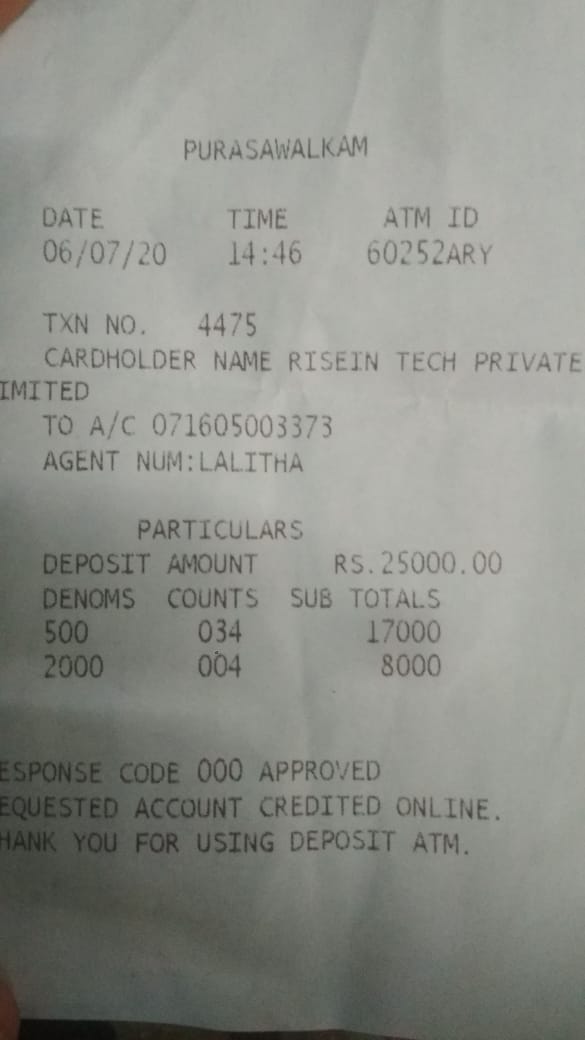 PURASAWALKAM
DATE TIME ATM ID
06/07/20 14:46 60252ARY
TXN NO. 4475
CARDHOLDER NAME RISEIN TECH PRIVATE
IMITED
TO A/C 071605003373
AGENT NUM:LALITHA
PARTICULARS
DEPOSIT AMOUNT RS.25000.00
DENOMS COUNTS SUB TOTALS
500 034 17000
2000 004 8000
ESPONSE CODE 000 APPROVED
EQUESTED ACCOUNT CREDITED ONLINE.
HANK YOU FOR USING DEPOSIT ATM.